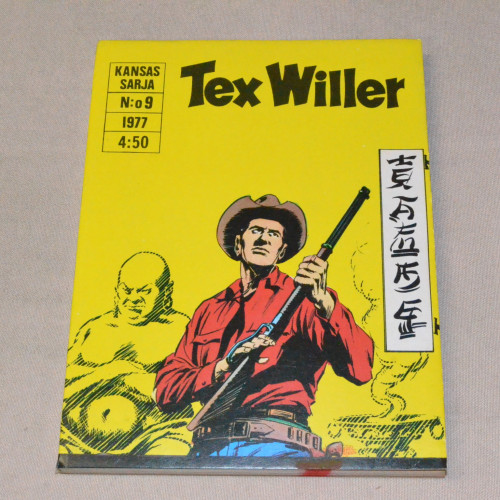 KANSAS
SARJA
N:o 9
1977
4:50
Tex Willer